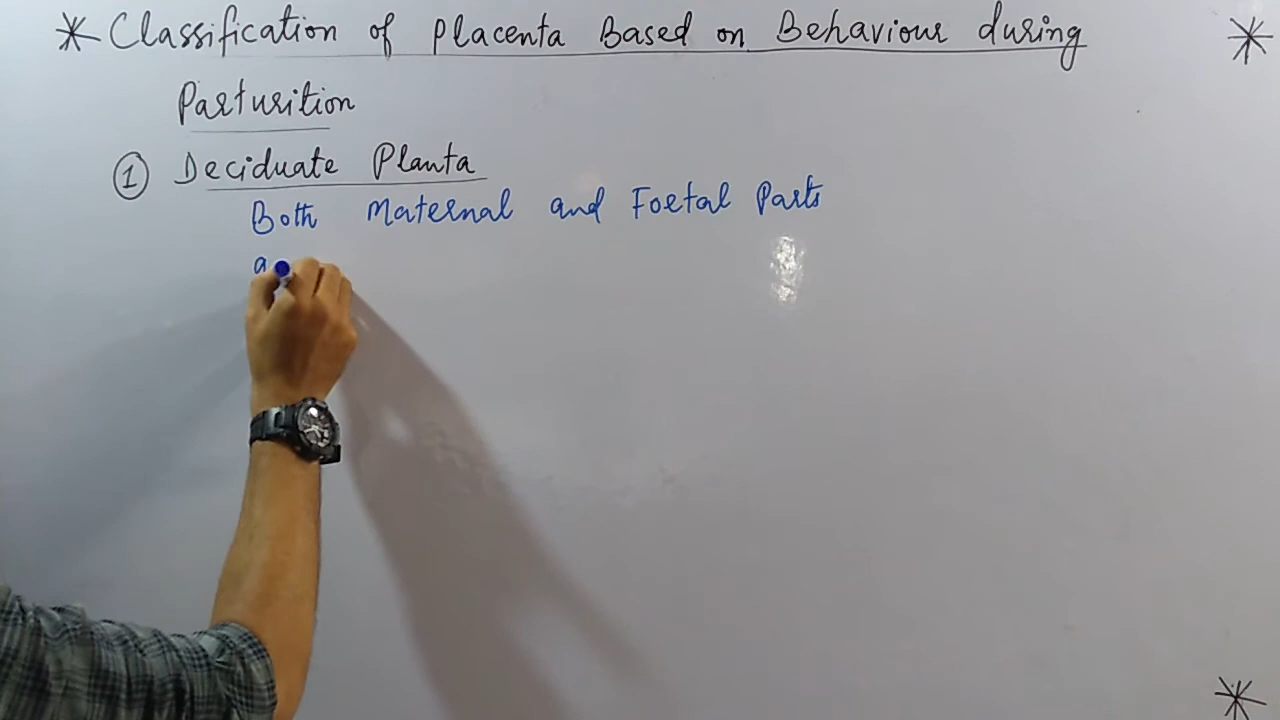 * Classification of Placenta Based on Behaviour during *
Parturition
① Deciduate Planta
Both Maternal and Foetal Parts
a
*